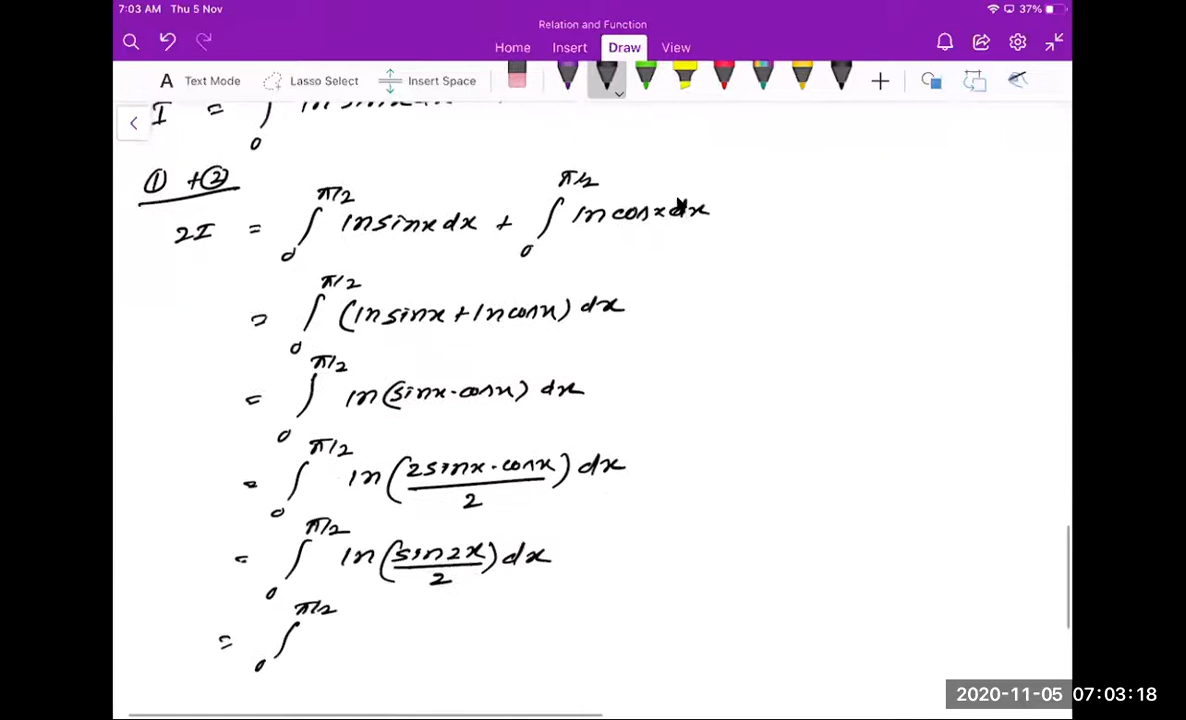 7:03 AM Thu 5 Nov
37%
Relation and Function
Home Insert Draw View
A Text Mode Lasso Select Insert Space
I = ∫
0
① + ②
2I = ∫₀^π/2 ln sinx dx + ∫₀^π/2 ln cosx dx
= ∫₀^π/2 (ln sinx + ln cosx) dx
= ∫₀^π/2 ln(sinx · cosx) dx
= ∫₀^π/2 ln(2sinx · cosx / 2) dx
= ∫₀^π/2 ln(sin2x / 2) dx
= ∫₀^π/2
2020-11-05 07:03:18